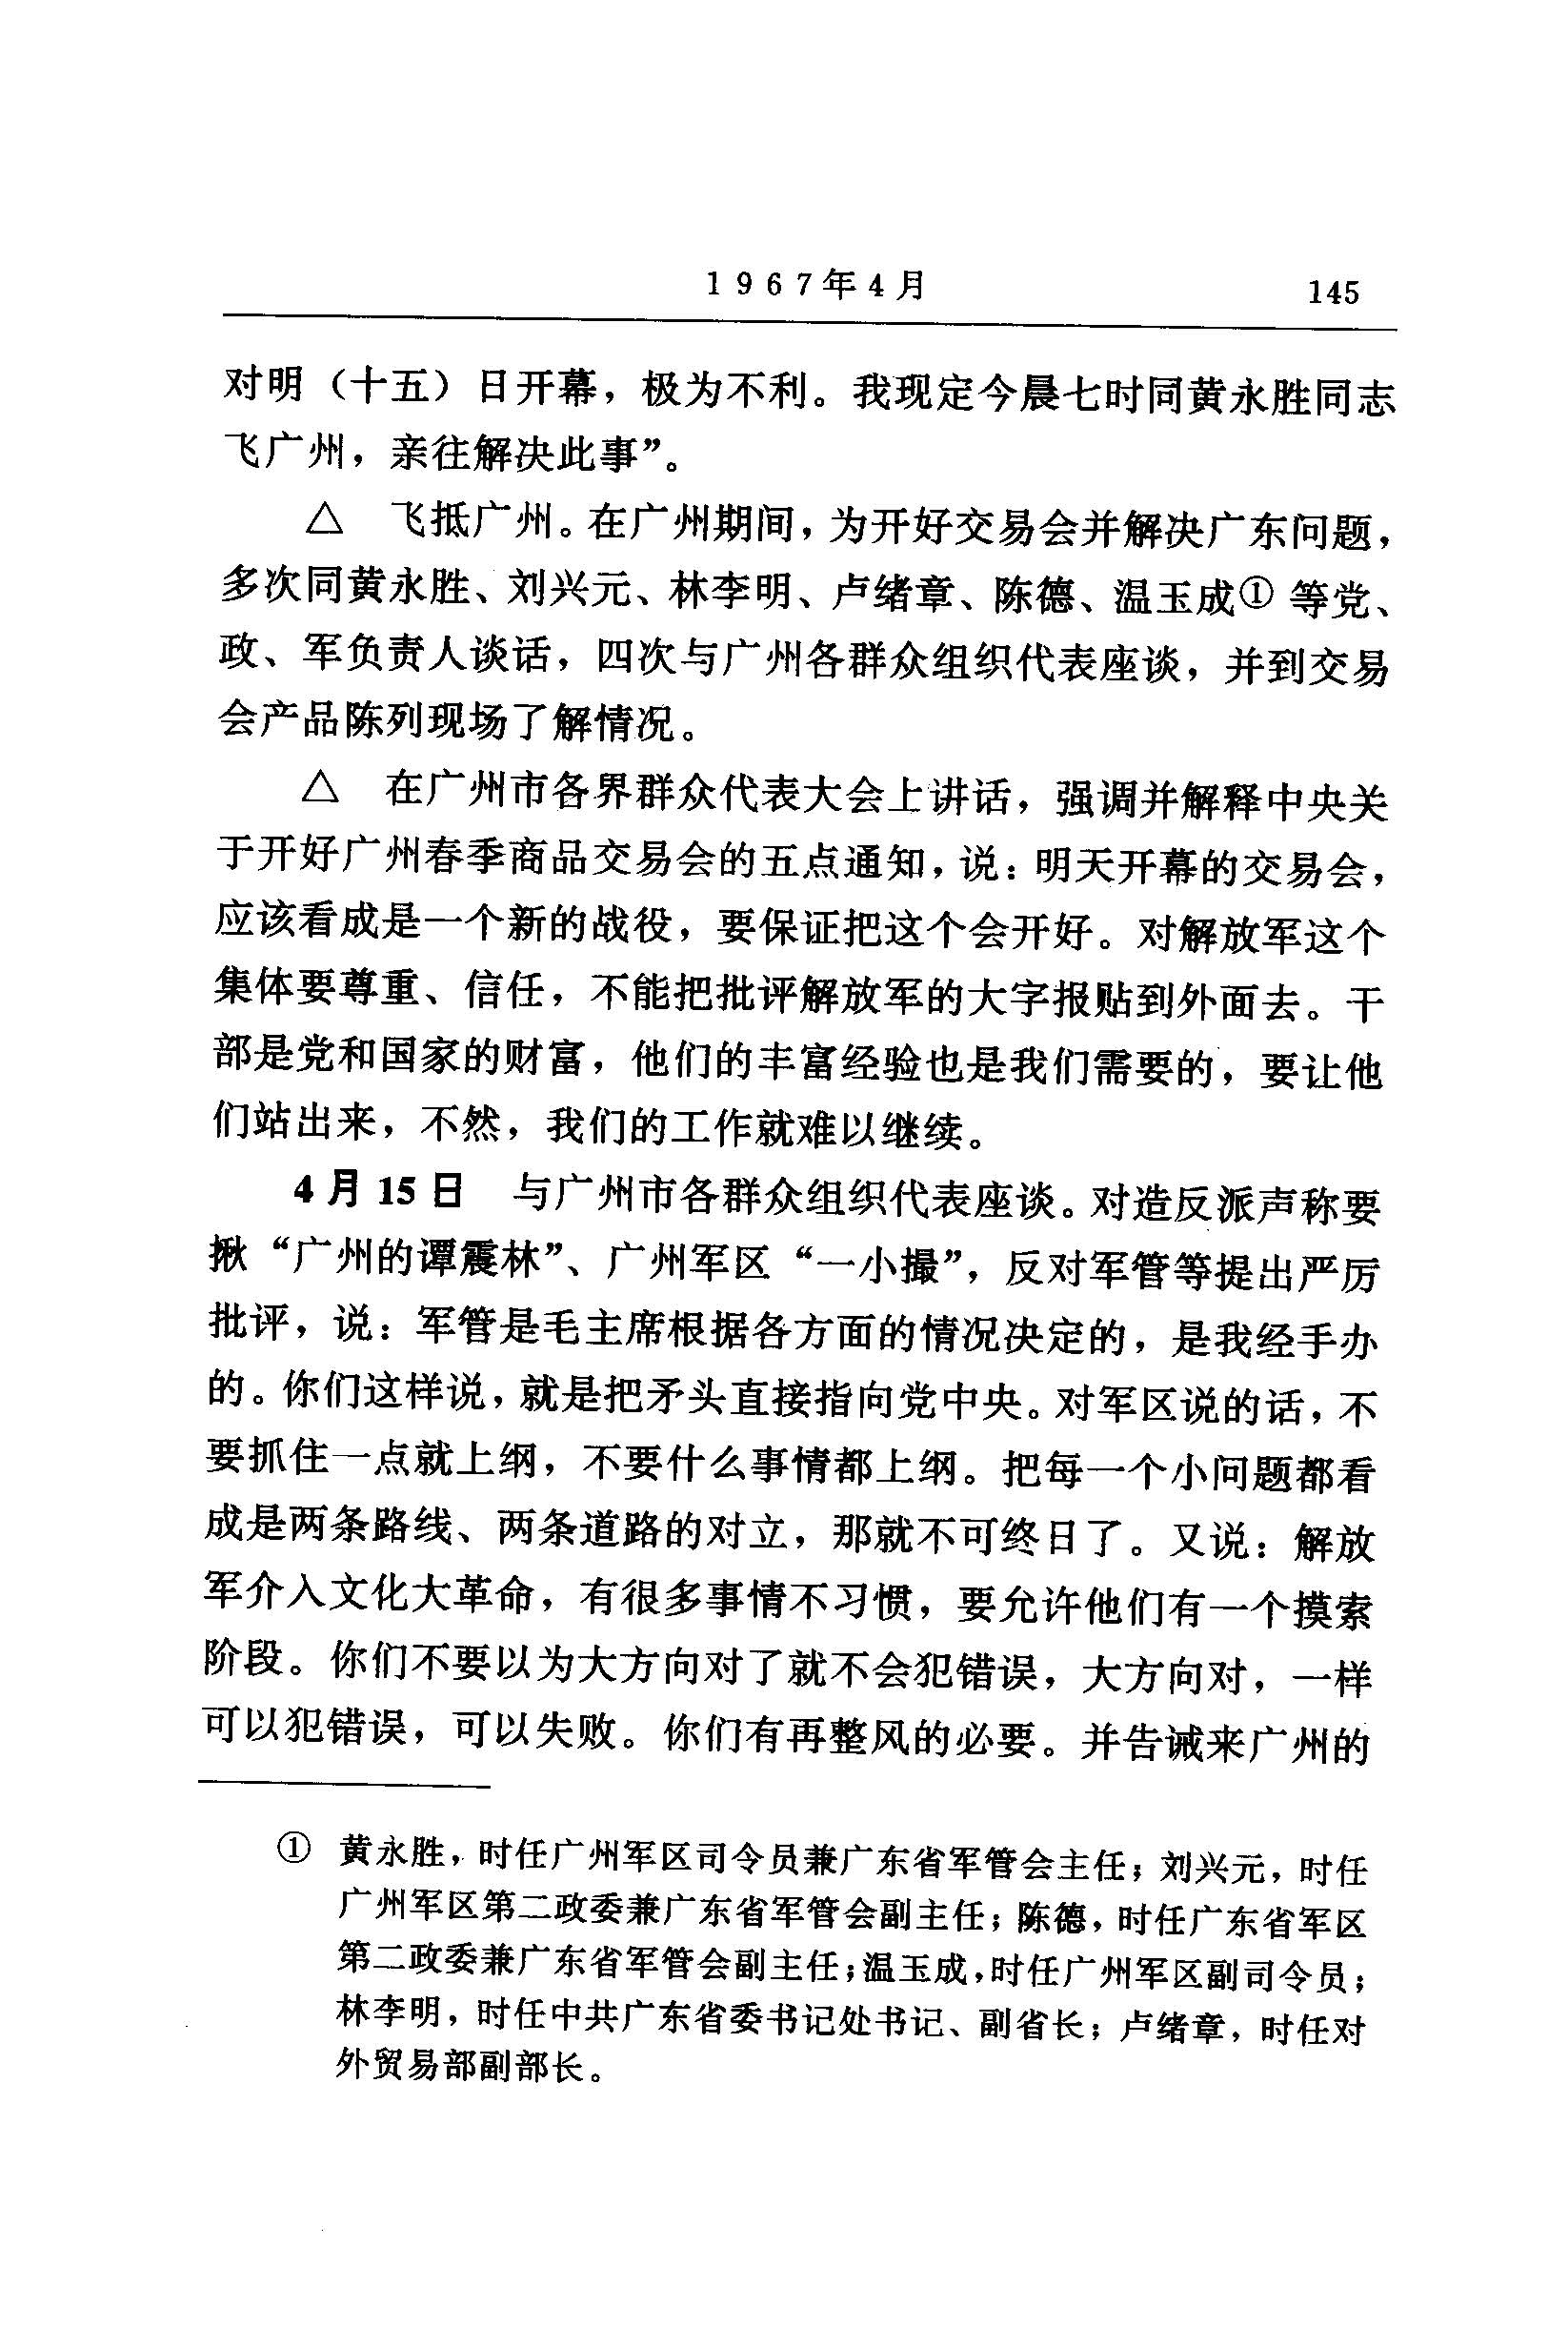 1967年4月
145
对明（十五）日开幕，极为不利。我现定今晨七时同黄永胜同志
飞广州，亲往解决此事”。
△ 飞抵广州。在广州期间，为开好交易会并解决广东问题，
多次同黄永胜、刘兴元、林李明、卢绪章、陈德、温玉成① 等党、
政、军负责人谈话，四次与广州各群众组织代表座谈，并到交易
会产品陈列现场了解情况。
△ 在广州市各界群众代表大会上讲话，强调并解释中央关
于开好广州春季商品交易会的五点通知，说：明天开幕的交易会，
应该看成是一个新的战役，要保证把这个会开好。对解放军这个
集体要尊重、信任，不能把批评解放军的大字报贴到外面去。干
部是党和国家的财富，他们的丰富经验也是我们需要的，要让他
们站出来，不然，我们的工作就难以继续。
4月15日 与广州市各群众组织代表座谈。对造反派声称要
揪“广州的谭震林”、广州军区“一小撮”，反对军管等提出严厉
批评，说：军管是毛主席根据各方面的情况决定的，是我经手办
的。你们这样说，就是把矛头直接指向党中央。对军区说的话，不
要抓住一点就上纲，不要什么事情都上纲。把每一个小问题都看
成是两条路线、两条道路的对立，那就不可终日了。又说：解放
军介入文化大革命，有很多事情不习惯，要允许他们有一个摸索
阶段。你们不要以为大方向对了就不会犯错误，大方向对，一样
可以犯错误，可以失败。你们有再整风的必要。并告诫来广州的
① 黄永胜，时任广州军区司令员兼广东省军管会主任；刘兴元，时任
广州军区第二政委兼广东省军管会副主任；陈德，时任广东省军区
第二政委兼广东省军管会副主任；温玉成，时任广州军区副司令员；
林李明，时任中共广东省委书记处书记、副省长；卢绪章，时任对
外贸易部副部长。